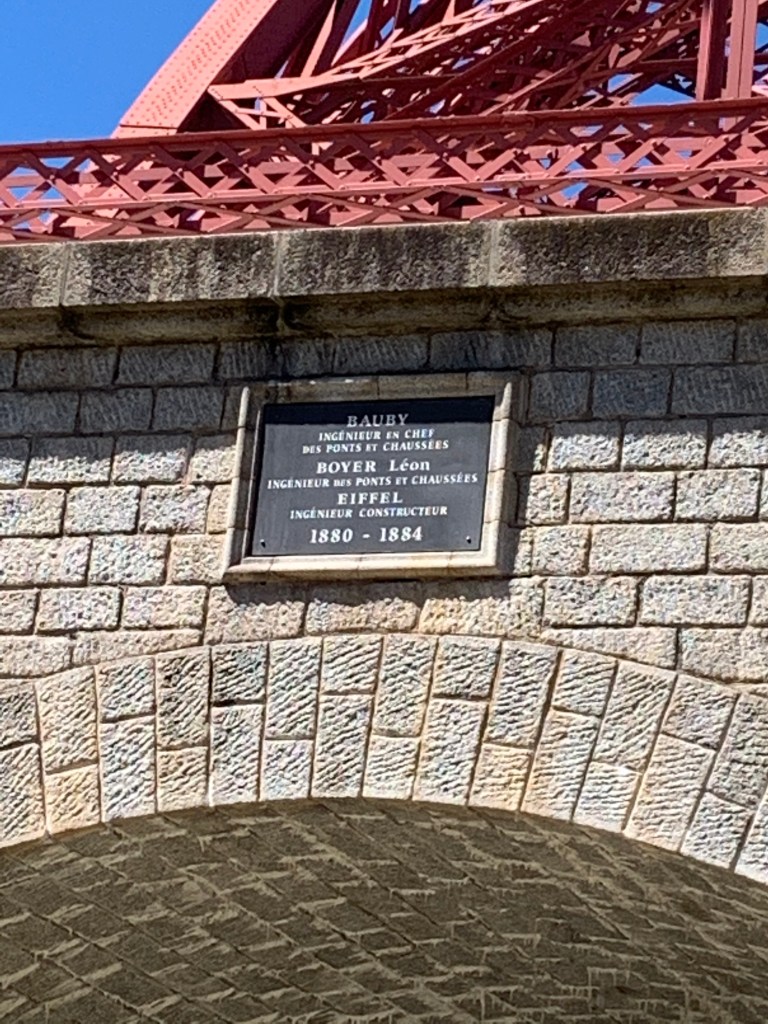 BAUBY
INGÉNIEUR EN CHEF
DES PONTS ET CHAUSSÉES
BOYER Léon
INGÉNIEUR DES PONTS ET CHAUSSÉES
EIFFEL
INGÉNIEUR CONSTRUCTEUR
1880 - 1884